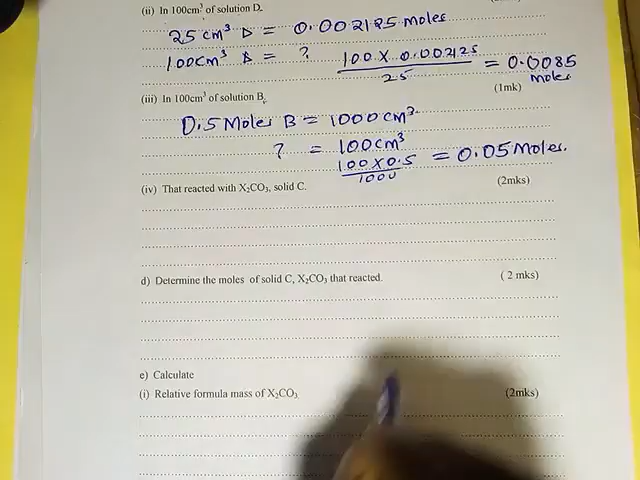 (ii) In 100cm³ of solution D.
25 cm³ D = 0.002125 moles
100cm³ D = ? 100 X 0.002125 = 0.0085
25 moles
(iii) In 100cm³ of solution B. (1mk)
0.5 Moles B = 1000cm³
? = 100cm³
100 X 0.5 = 0.05 Moles.
1000
(iv) That reacted with X₂CO₃, solid C. (2mks)
d) Determine the moles of solid C, X₂CO₃ that reacted. ( 2 mks)
e) Calculate
(i) Relative formula mass of X₂CO₃ (2mks)